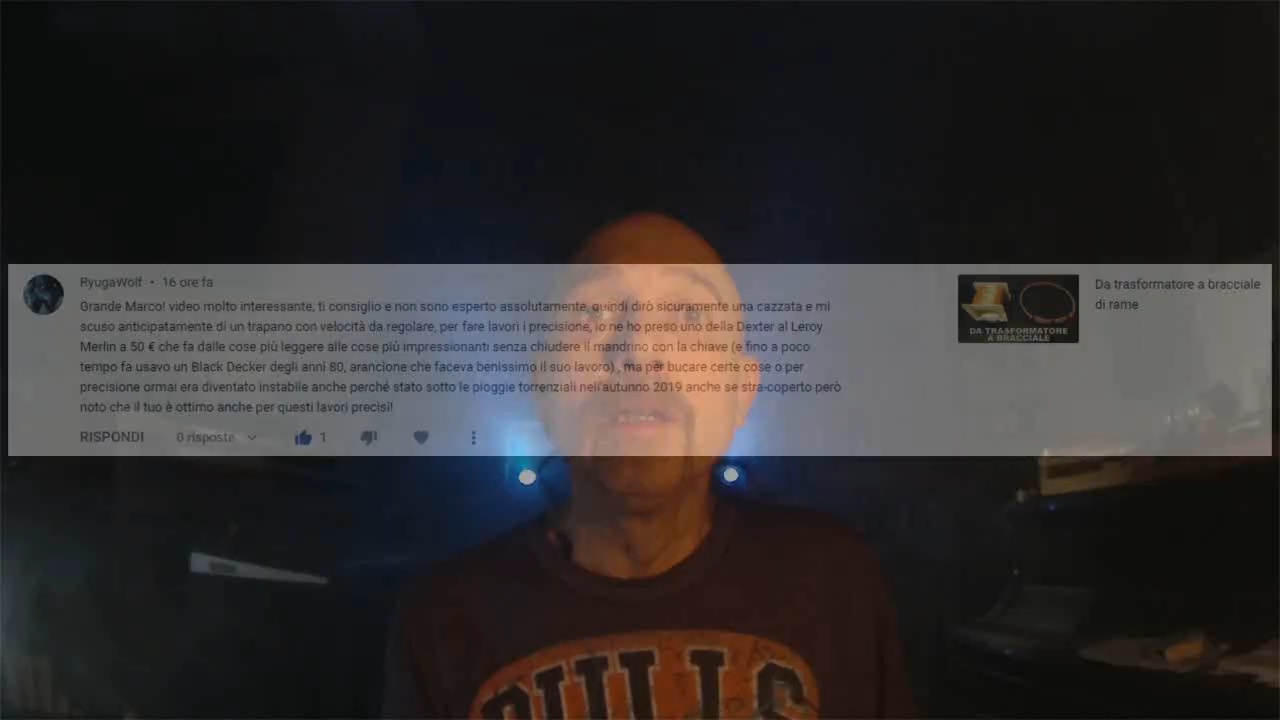 RyugaWolf • 16 ore fa
Grande Marco! video molto interessante, ti consiglio e non sono esperto assolutamente, quindi dirò sicuramente una cazzata e mi
scuso anticipatamente di un trapano con velocità da regolare, per fare lavori i precisione, io ne ho preso uno della Dexter al Leroy
Merlin a 50 € che fa dalle cose più leggere alle cose più impressionanti senza chiudere il mandrino con la chiave (e fino a poco
tempo fa usavo un Black Decker degli anni 80, arancione che faceva benissimo il suo lavoro) , ma per bucare certe cose o per
precisione ormai era diventato instabile anche perché stato sotto le pioggie torrenziali nell'autunno 2019 anche se stra-coperto però
noto che il tuo è ottimo anche per questi lavori precisi!
RISPONDI 0 risposte 1
DA TRASFORMATORE
A BRACCIALE
Da trasformatore a bracciale
di rame
BULLS